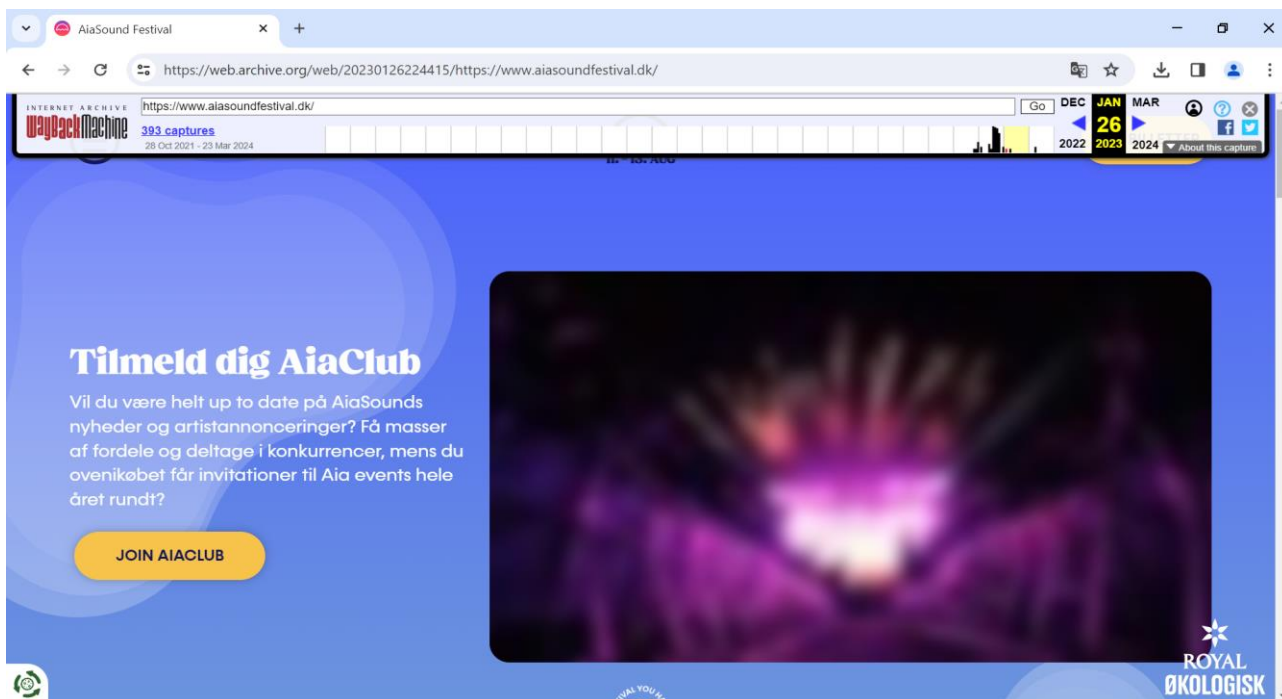 AiaSound Festival
https://web.archive.org/web/20230126224415/https://www.aiasoundfestival.dk/
INTERNET ARCHIVE
WayBackMachine
https://www.aiasoundfestival.dk/
Go
393 captures
28 Oct 2021 - 23 Mar 2024
DEC JAN MAR
26
2022 2023 2024
About this capture
11. - 13. AUG
Tilmeld dig AiaClub
Vil du være helt up to date på AiaSounds
nyheder og artistannonceringer? Få masser
af fordele og deltage i konkurrencer, mens du
ovenikøbet får invitationer til Aia events hele
året rundt?
JOIN AIACLUB
ROYAL
ØKOLOGISK